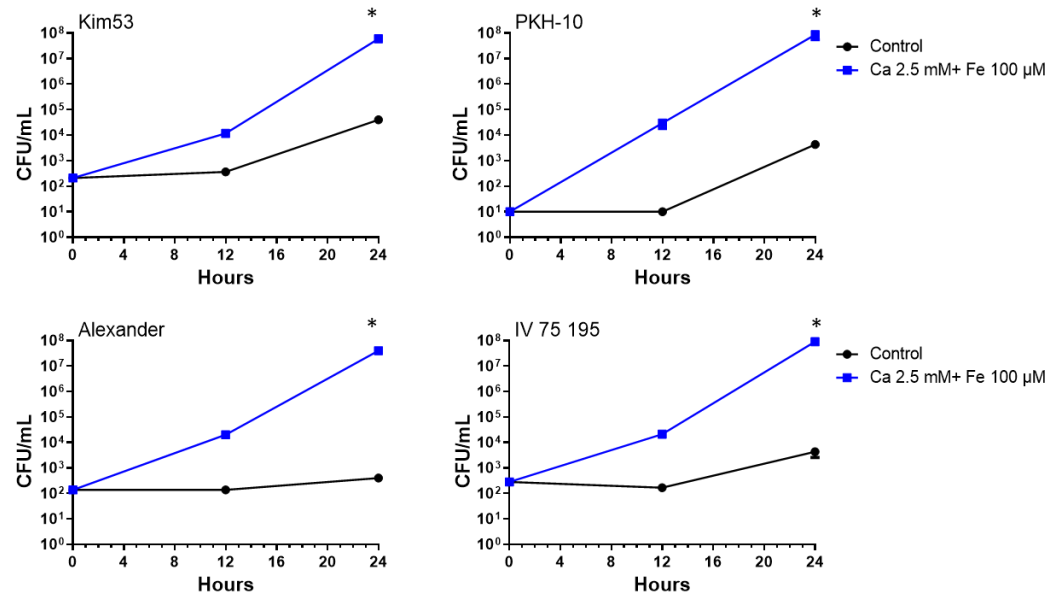 Kim53
*
CFU/mL
10⁸
10⁷
10⁶
10⁵
10⁴
10³
10²
10¹
10⁰
0 4 8 12 16 20 24
Hours
PKH-10
*
CFU/mL
10⁸
10⁷
10⁶
10⁵
10⁴
10³
10²
10¹
10⁰
0 4 8 12 16 20 24
Hours
Control
Ca 2.5 mM+ Fe 100 µM
Alexander
*
CFU/mL
10⁸
10⁷
10⁶
10⁵
10⁴
10³
10²
10¹
10⁰
0 4 8 12 16 20 24
Hours
IV 75 195
*
CFU/mL
10⁸
10⁷
10⁶
10⁵
10⁴
10³
10²
10¹
10⁰
0 4 8 12 16 20 24
Hours
Control
Ca 2.5 mM+ Fe 100 µM